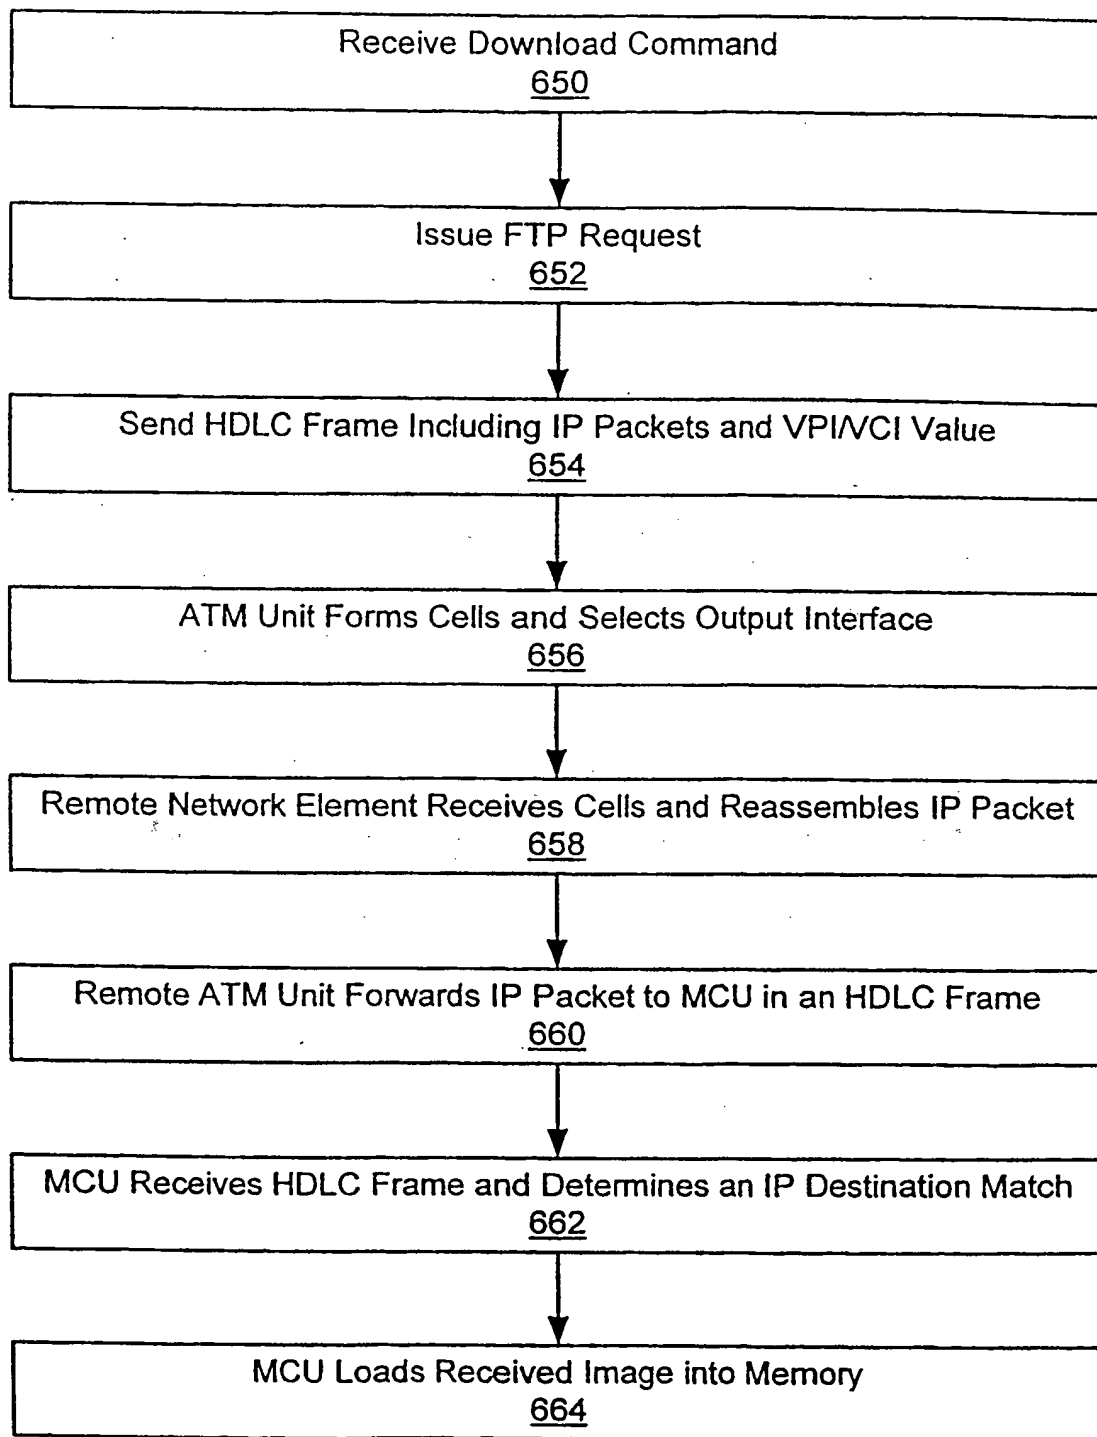 Receive Download Command
650
Issue FTP Request
652
Send HDLC Frame Including IP Packets and VPI/VCI Value
654
ATM Unit Forms Cells and Selects Output Interface
656
Remote Network Element Receives Cells and Reassembles IP Packet
658
Remote ATM Unit Forwards IP Packet to MCU in an HDLC Frame
660
MCU Receives HDLC Frame and Determines an IP Destination Match
662
MCU Loads Received Image into Memory
664